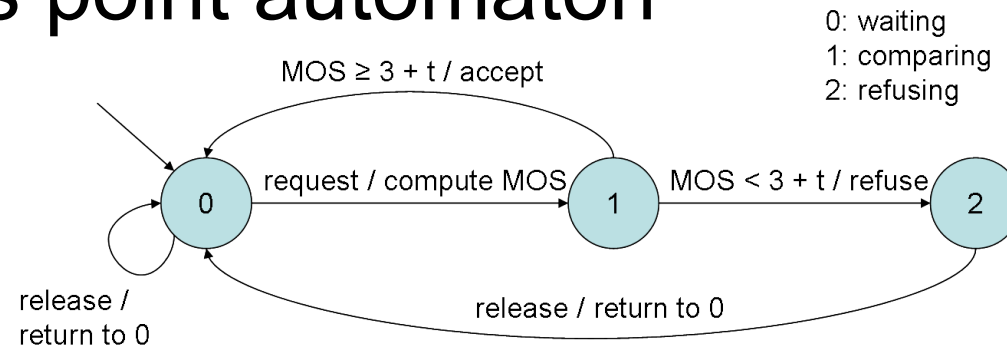 s point automaton
0: waiting
1: comparing
2: refusing
MOS ≥ 3 + t / accept
request / compute MOS
MOS < 3 + t / refuse
0
1
2
release /
return to 0
release / return to 0